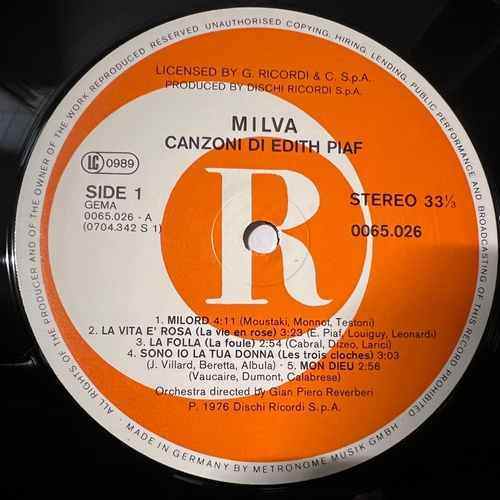 ALL RIGHTS OF THE PRODUCER AND OF THE OWNER OF THE WORK REPRODUCED RESERVED UNAUTHORISED COPYING, HIRING, LENDING, PUBLIC PERFORMANCE AND BROADCASTING OF THIS RECORD PROHIBITED
LICENSED BY G. RICORDI & C. S.p.A.
PRODUCED BY DISCHI RICORDI S.p.A.
MILVA
CANZONI DI EDITH PIAF
LC 0989
R
SIDE 1
GEMA
0065.026 - A
(0704.342 S 1)
STEREO 33⅓
0065.026
1. MILORD 4:11 (Moustaki, Monnot, Testoni)
2. LA VITA E' ROSA (La vie en rose) 3:23 (E. Piaf, Louiguy, Leonardi)
3. LA FOLLA (La foule) 2:54 (Cabral, Dizeo, Larici)
4. SONO IO LA TUA DONNA (Les trois cloches) 3:03
(J. Villard, Beretta, Albula) - 5. MON DIEU 2:56
(Vaucaire, Dumont, Calabrese)
Orchestra directed by Gian Piero Reverberi
P. 1976 Dischi Ricordi S.p.A.
MADE IN GERMANY BY METRONOME MUSIK GMBH